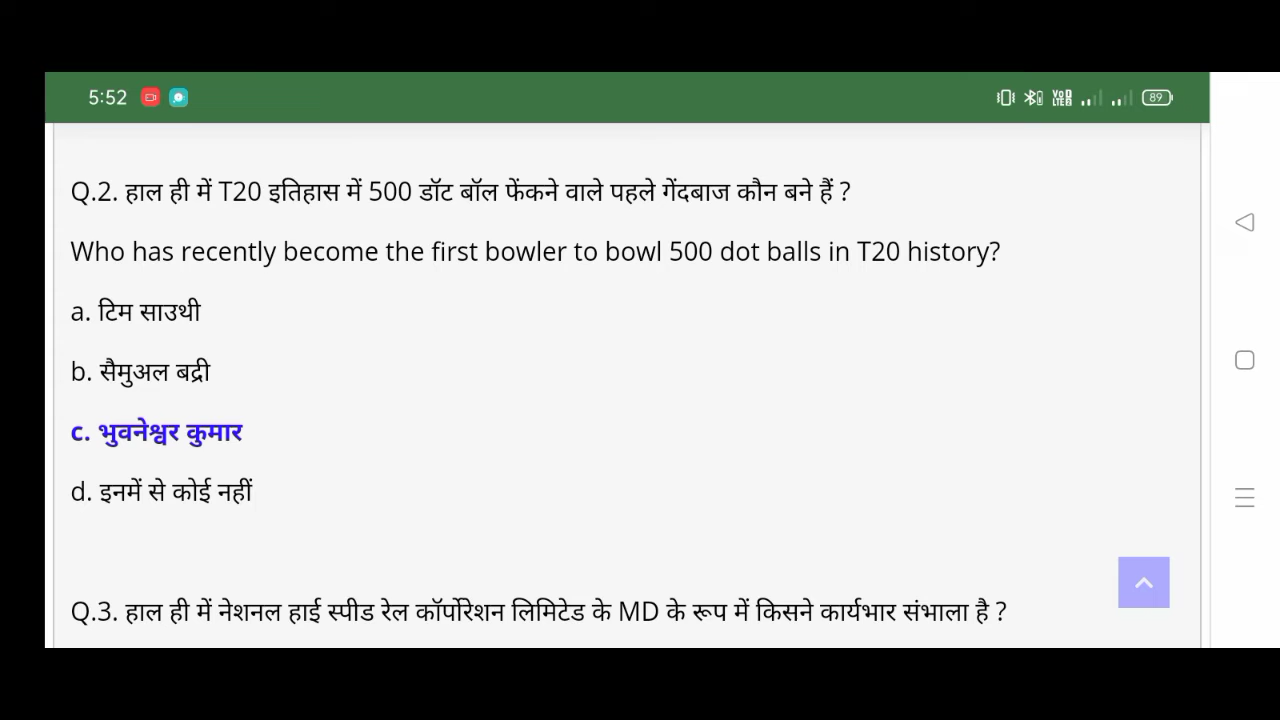 5:52
89
Q.2. हाल ही में T20 इतिहास में 500 डॉट बॉल फेंकने वाले पहले गेंदबाज कौन बने हैं ?
Who has recently become the first bowler to bowl 500 dot balls in T20 history?
a. टिम साउथी
b. सैमुअल बद्री
c. भुवनेश्वर कुमार
d. इनमें से कोई नहीं
Q.3. हाल ही में नेशनल हाई स्पीड रेल कॉर्पोरेशन लिमिटेड के MD के रूप में किसने कार्यभार संभाला है ?